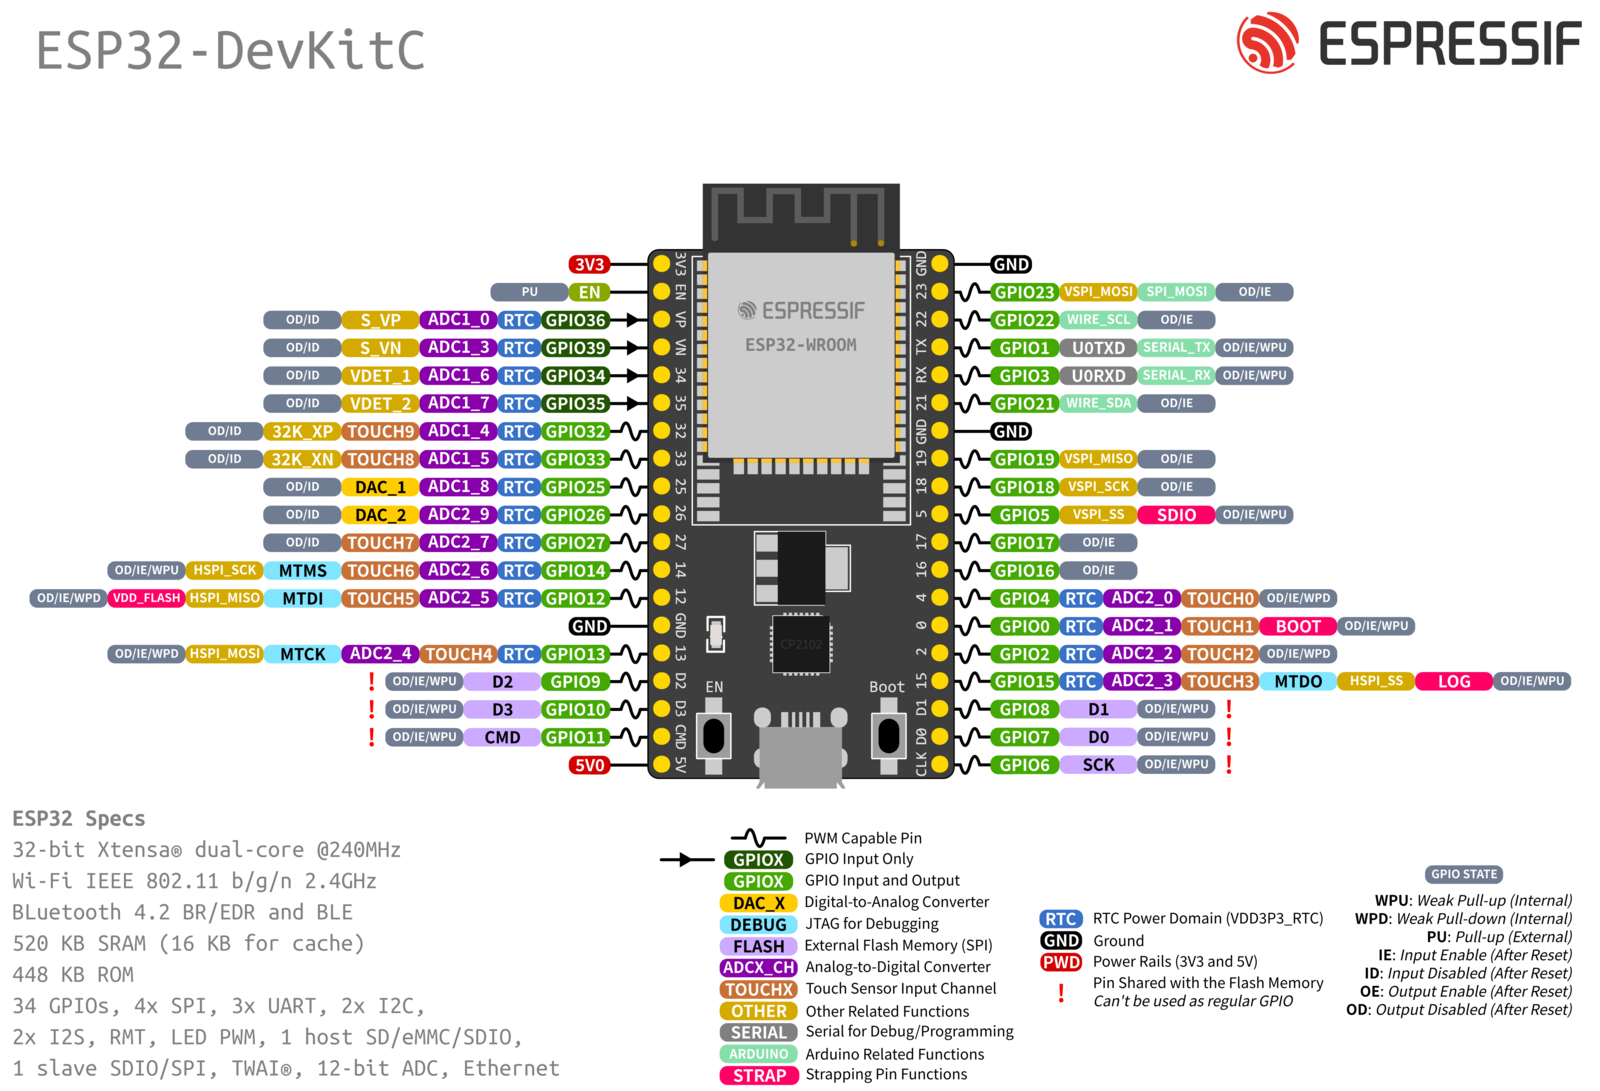 ESP32-DevKitC
ESPRESSIF
3V3
PU EN
OD/ID S_VP ADC1_0 RTC GPIO36
OD/ID S_VN ADC1_3 RTC GPIO39
OD/ID VDET_1 ADC1_6 RTC GPIO34
OD/ID VDET_2 ADC1_7 RTC GPIO35
OD/ID 32K_XP TOUCH9 ADC1_4 RTC GPIO32
OD/ID 32K_XN TOUCH8 ADC1_5 RTC GPIO33
OD/ID DAC_1 ADC1_8 RTC GPIO25
OD/ID DAC_2 ADC2_9 RTC GPIO26
OD/ID TOUCH7 ADC2_7 RTC GPIO27
OD/IE/WPU HSPI_SCK MTMS TOUCH6 ADC2_6 RTC GPIO14
OD/IE/WPD VDD_FLASH HSPI_MISO MTDI TOUCH5 ADC2_5 RTC GPIO12
GND
OD/IE/WPD HSPI_MOSI MTCK ADC2_4 TOUCH4 RTC GPIO13
! OD/IE/WPU D2 GPIO9
! OD/IE/WPU D3 GPIO10
! OD/IE/WPU CMD GPIO11
5V0
3V3
EN
VP
VN
34
35
32
33
25
26
27
14
12
GND
13
D2
D3
CMD
5V
ESPRESSIF
ESP32-WROOM
CP2102
EN
Boot
GND
23
22
TX
RX
21
GND
19
18
5
17
16
4
0
2
15
D1
D0
CLK
GND
GPIO23 VSPI_MOSI SPI_MOSI OD/IE
GPIO22 WIRE_SCL OD/IE
GPIO1 U0TXD SERIAL_TX OD/IE/WPU
GPIO3 U0RXD SERIAL_RX OD/IE/WPU
GPIO21 WIRE_SDA OD/IE
GND
GPIO19 VSPI_MISO OD/IE
GPIO18 VSPI_SCK OD/IE
GPIO5 VSPI_SS SDIO OD/IE/WPU
GPIO17 OD/IE
GPIO16 OD/IE
GPIO4 RTC ADC2_0 TOUCH0 OD/IE/WPD
GPIO0 RTC ADC2_1 TOUCH1 BOOT OD/IE/WPU
GPIO2 RTC ADC2_2 TOUCH2 OD/IE/WPD
GPIO15 RTC ADC2_3 TOUCH3 MTDO HSPI_SS LOG OD/IE/WPU
GPIO8 D1 OD/IE/WPU !
GPIO7 D0 OD/IE/WPU !
GPIO6 SCK OD/IE/WPU !
ESP32 Specs
32-bit Xtensa® dual-core @240MHz
Wi-Fi IEEE 802.11 b/g/n 2.4GHz
BLuetooth 4.2 BR/EDR and BLE
520 KB SRAM (16 KB for cache)
448 KB ROM
34 GPIOs, 4x SPI, 3x UART, 2x I2C,
2x I2S, RMT, LED PWM, 1 host SD/eMMC/SDIO,
1 slave SDIO/SPI, TWAI®, 12-bit ADC, Ethernet
PWM Capable Pin
GPIOX GPIO Input Only
GPIOX GPIO Input and Output
DAC_X Digital-to-Analog Converter
DEBUG JTAG for Debugging
FLASH External Flash Memory (SPI)
ADCX_CH Analog-to-Digital Converter
TOUCHX Touch Sensor Input Channel
OTHER Other Related Functions
SERIAL Serial for Debug/Programming
ARDUINO Arduino Related Functions
STRAP Strapping Pin Functions
RTC RTC Power Domain (VDD3P3_RTC)
GND Ground
PWD Power Rails (3V3 and 5V)
! Pin Shared with the Flash Memory
Can't be used as regular GPIO
GPIO STATE
WPU: Weak Pull-up (Internal)
WPD: Weak Pull-down (Internal)
PU: Pull-up (External)
IE: Input Enable (After Reset)
ID: Input Disabled (After Reset)
OE: Output Enable (After Reset)
OD: Output Disabled (After Reset)